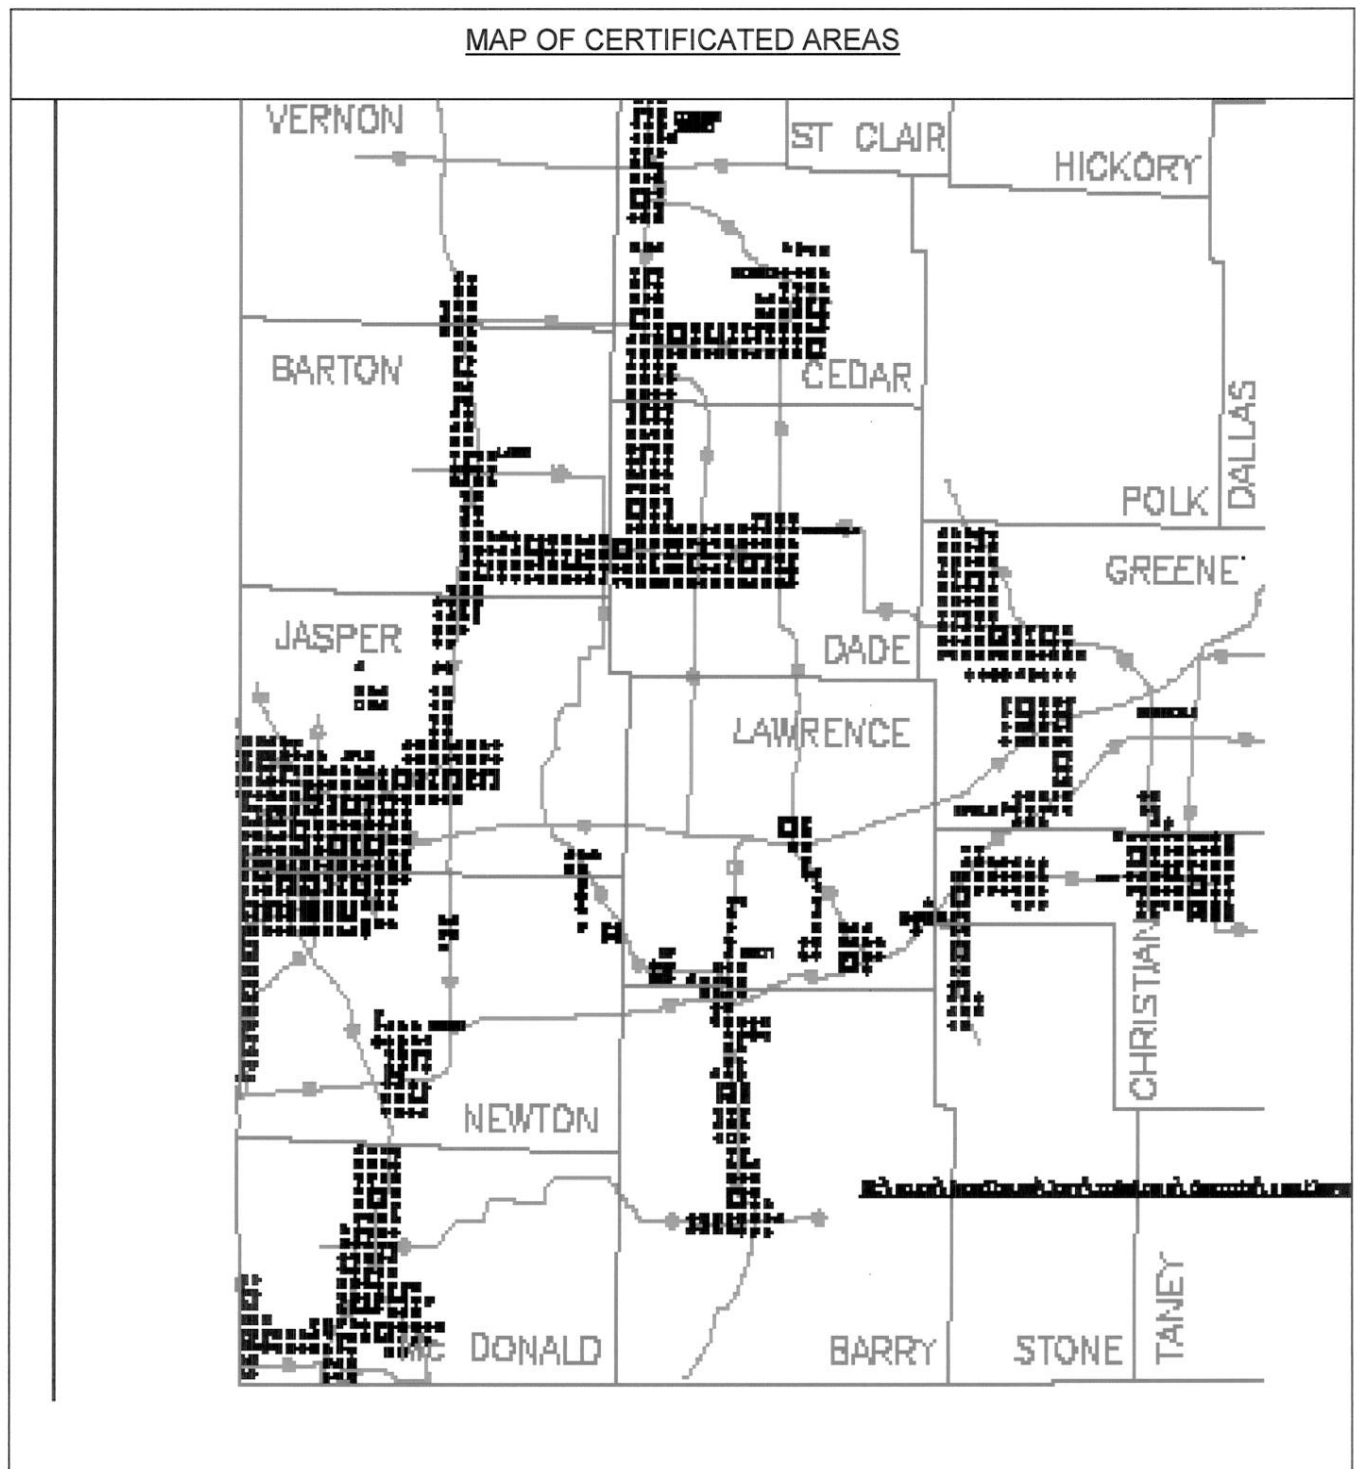 MAP OF CERTIFICATED AREAS
VERNON
ST CLAIR
HICKORY
BARTON
CEDAR
DALLAS
POLK
GREENE
JASPER
DADE
LAWRENCE
CHRISTIAN
NEWTON
TANEY
MC DONALD
BARRY
STONE